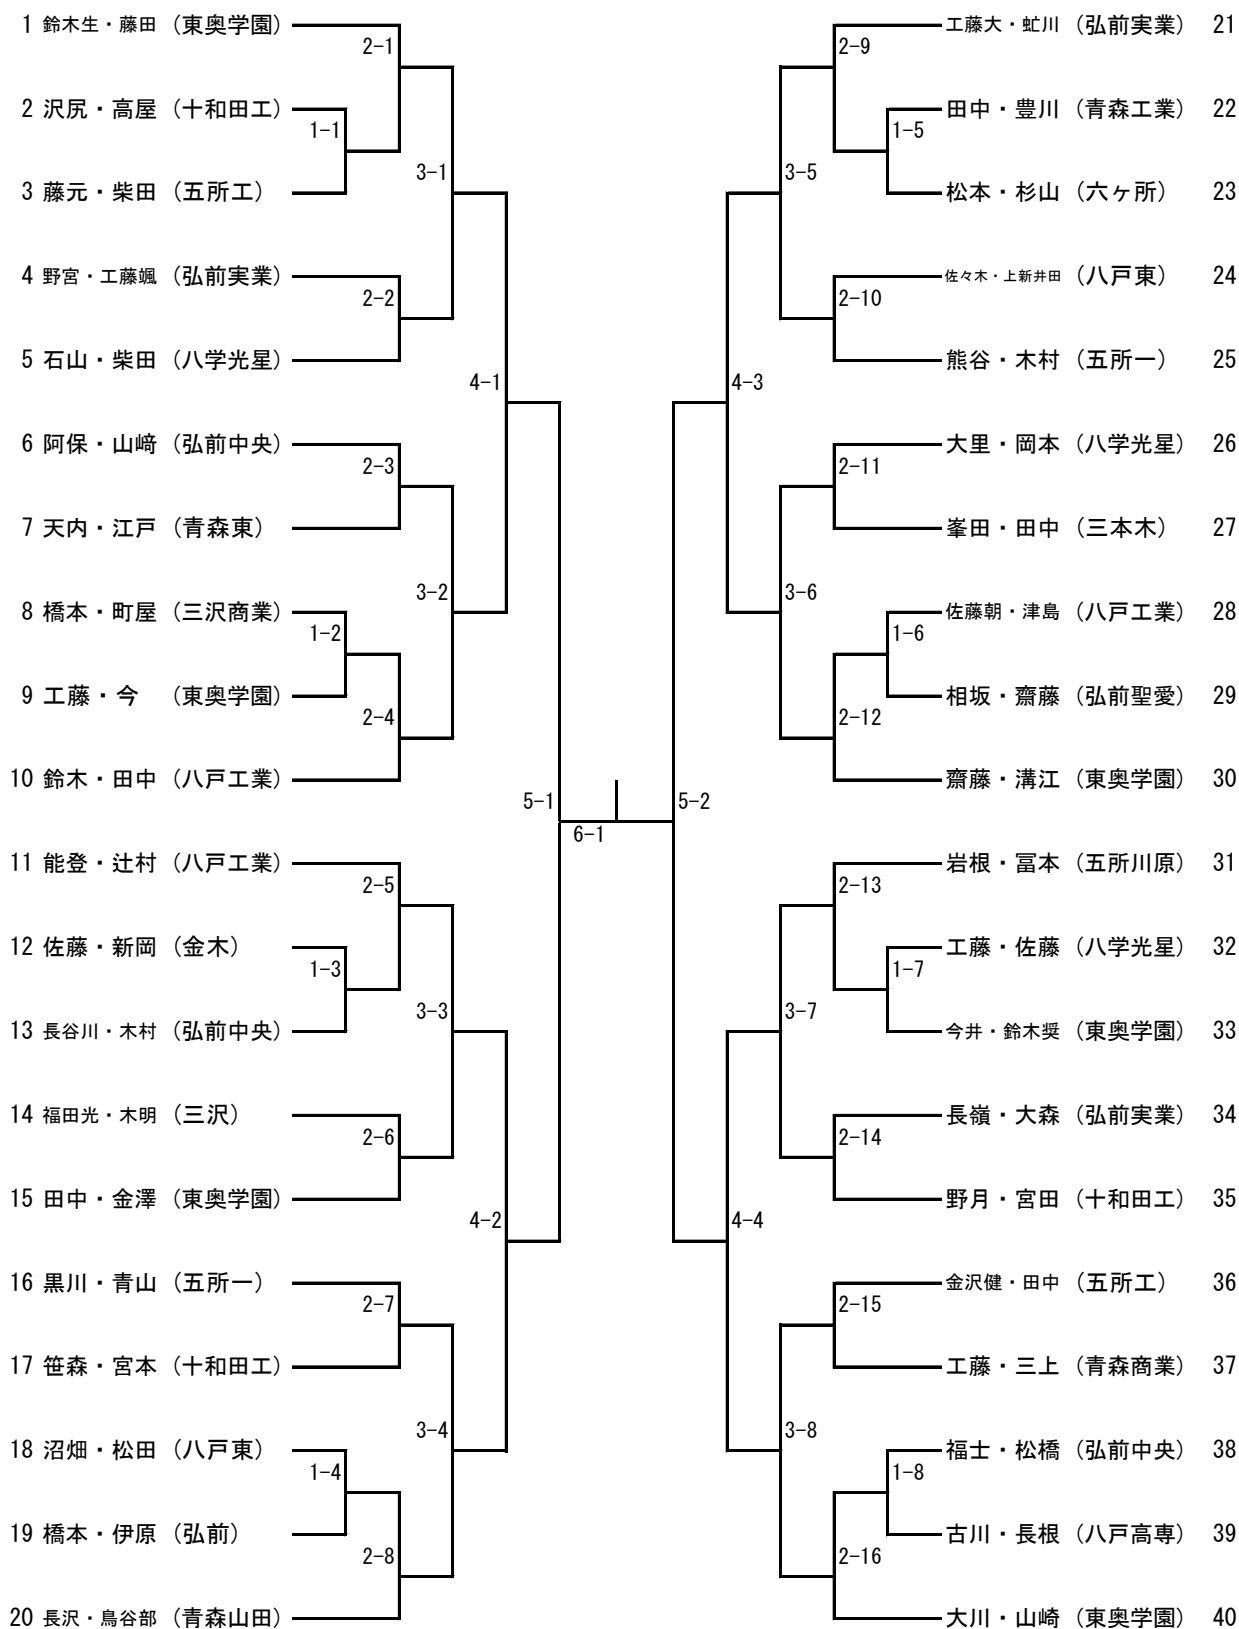 1 鈴木生・藤田 (東奥学園)
2-1
2 沢尻・高屋 (十和田工)
1-1
3 藤元・柴田 (五所工)
3-1
4 野宮・工藤颯 (弘前実業)
2-2
5 石山・柴田 (八学光星)
4-1
6 阿保・山﨑 (弘前中央)
2-3
7 天内・江戸 (青森東)
3-2
8 橋本・町屋 (三沢商業)
1-2
9 工藤・今 (東奥学園)
2-4
10 鈴木・田中 (八戸工業)
5-1
6-1
11 能登・辻村 (八戸工業)
2-5
12 佐藤・新岡 (金木)
1-3
13 長谷川・木村 (弘前中央)
3-3
14 福田光・木明 (三沢)
2-6
15 田中・金澤 (東奥学園)
4-2
16 黒川・青山 (五所一)
2-7
17 笹森・宮本 (十和田工)
3-4
18 沼畑・松田 (八戸東)
1-4
19 橋本・伊原 (弘前)
2-8
20 長沢・鳥谷部 (青森山田)
工藤大・虻川 (弘前実業) 21
2-9
田中・豊川 (青森工業) 22
1-5
松本・杉山 (六ヶ所) 23
3-5
佐々木・上新井田 (八戸東) 24
2-10
熊谷・木村 (五所一) 25
4-3
大里・岡本 (八学光星) 26
2-11
峯田・田中 (三本木) 27
3-6
佐藤朝・津島 (八戸工業) 28
1-6
相坂・齋藤 (弘前聖愛) 29
2-12
齋藤・溝江 (東奥学園) 30
5-2
岩根・冨本 (五所川原) 31
2-13
工藤・佐藤 (八学光星) 32
1-7
今井・鈴木奨 (東奥学園) 33
3-7
長嶺・大森 (弘前実業) 34
2-14
野月・宮田 (十和田工) 35
4-4
金沢健・田中 (五所工) 36
2-15
工藤・三上 (青森商業) 37
3-8
福士・松橋 (弘前中央) 38
1-8
古川・長根 (八戸高専) 39
2-16
大川・山崎 (東奥学園) 40